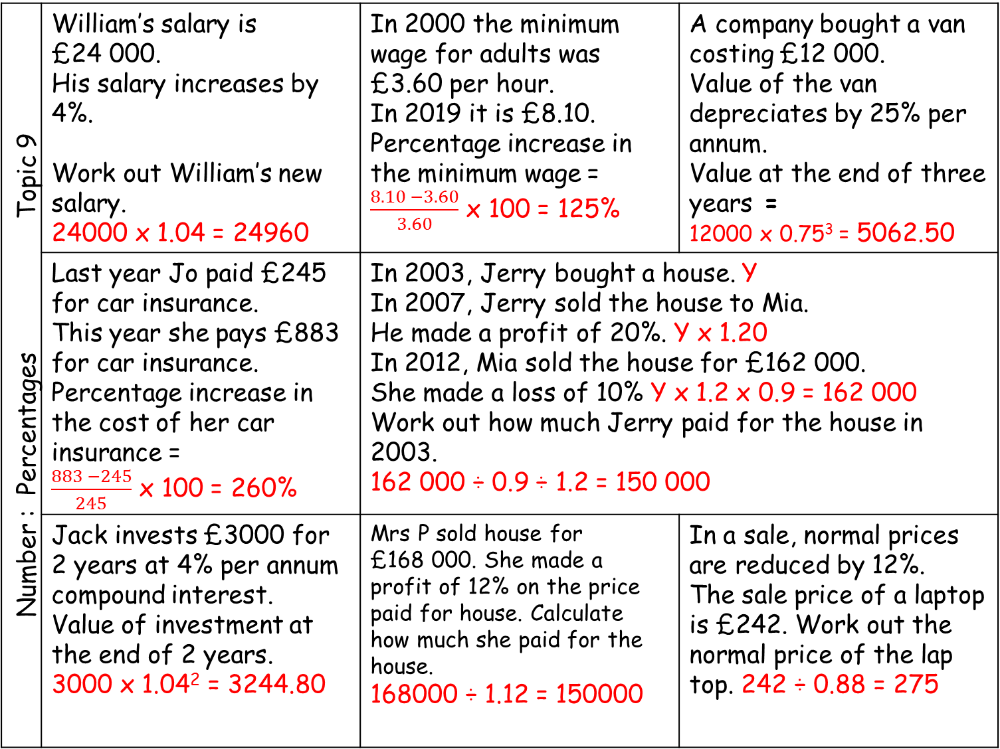 Number : Percentages Topic 9
William's salary is
£24 000.
His salary increases by
4%.
Work out William's new
salary.
24000 x 1.04 = 24960
In 2000 the minimum
wage for adults was
£3.60 per hour.
In 2019 it is £8.10.
Percentage increase in
the minimum wage =
8.10 −3.60
3.60
x 100 = 125%
A company bought a van
costing £12 000.
Value of the van
depreciates by 25% per
annum.
Value at the end of three
years =
12000 x 0.75³ = 5062.50
Last year Jo paid £245
for car insurance.
This year she pays £883
for car insurance.
Percentage increase in
the cost of her car
insurance =
883 −245
245
x 100 = 260%
In 2003, Jerry bought a house. Y
In 2007, Jerry sold the house to Mia.
He made a profit of 20%. Y x 1.20
In 2012, Mia sold the house for £162 000.
She made a loss of 10% Y x 1.2 x 0.9 = 162 000
Work out how much Jerry paid for the house in
2003.
162 000 ÷ 0.9 ÷ 1.2 = 150 000
Jack invests £3000 for
2 years at 4% per annum
compound interest.
Value of investment at
the end of 2 years.
3000 x 1.04² = 3244.80
Mrs P sold house for
£168 000. She made a
profit of 12% on the price
paid for house. Calculate
how much she paid for the
house.
168000 ÷ 1.12 = 150000
In a sale, normal prices
are reduced by 12%.
The sale price of a laptop
is £242. Work out the
normal price of the lap
top. 242 ÷ 0.88 = 275